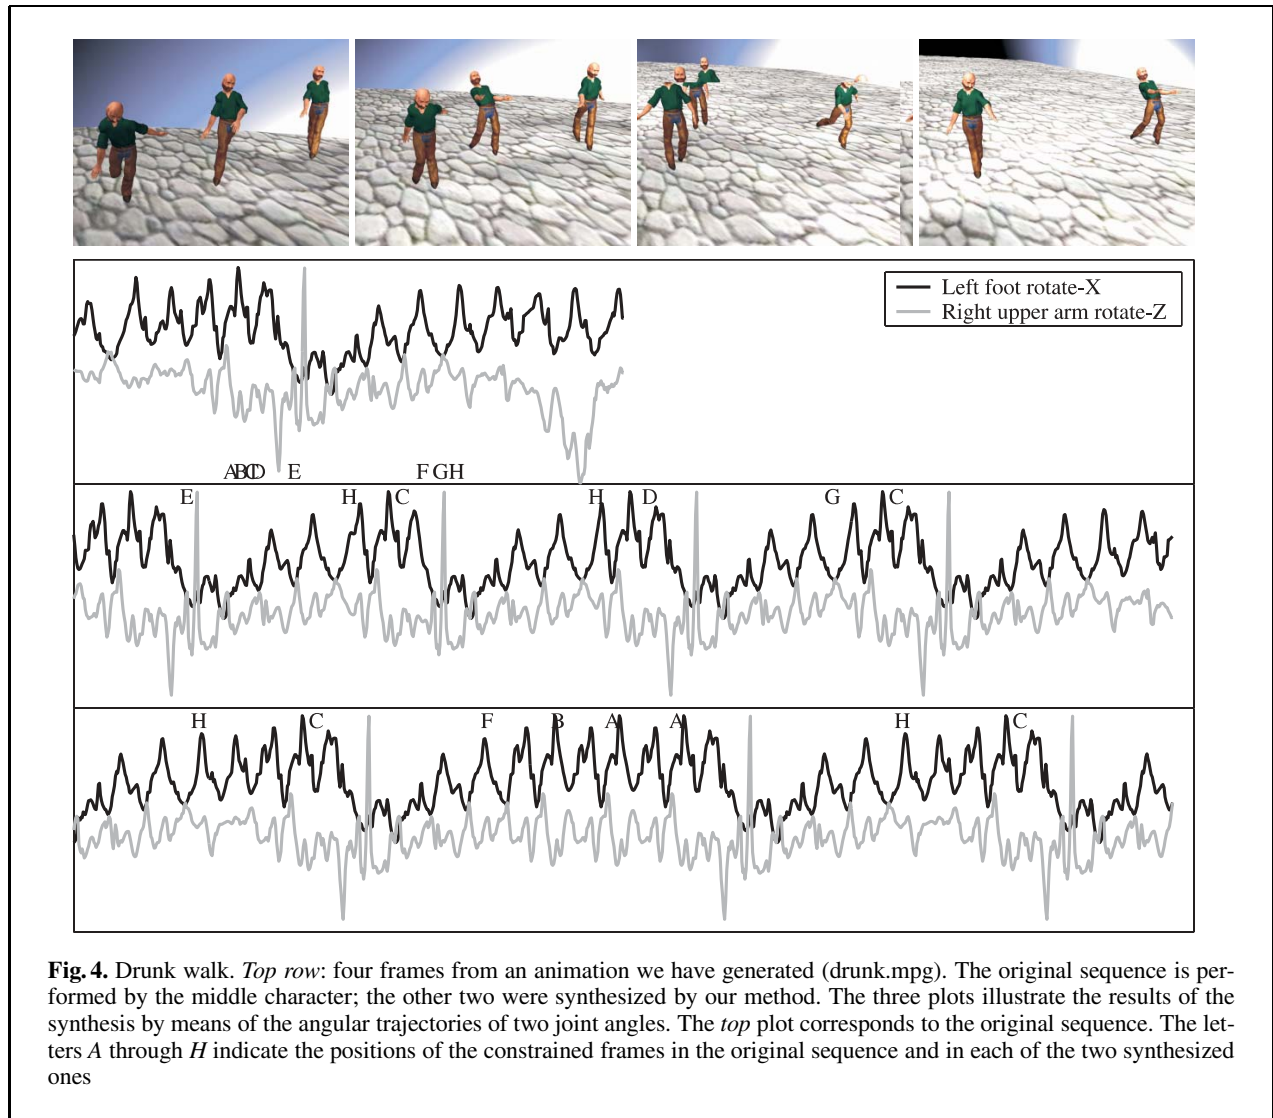 Left foot rotate-X
Right upper arm rotate-Z
A B C D E F G H
E H C H D G C
H C F B A A H C
Fig. 4. Drunk walk. Top row: four frames from an animation we have generated (drunk.mpg). The original sequence is per-
formed by the middle character; the other two were synthesized by our method. The three plots illustrate the results of the
synthesis by means of the angular trajectories of two joint angles. The top plot corresponds to the original sequence. The let-
ters A through H indicate the positions of the constrained frames in the original sequence and in each of the two synthesized
ones